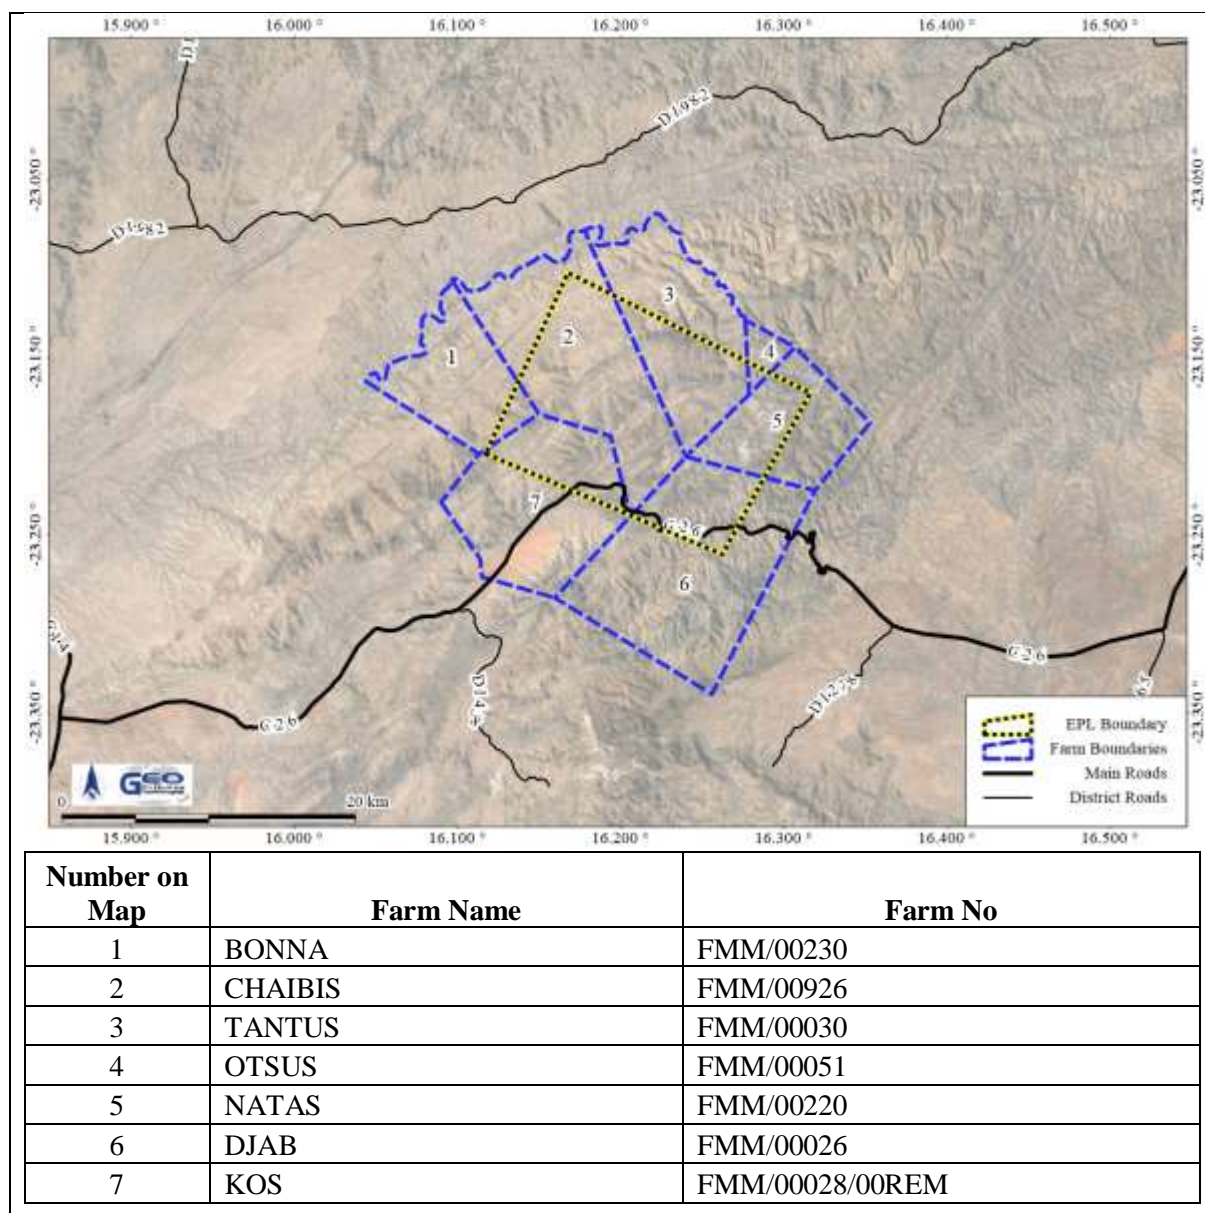 15.900 °
16.000 °
16.100 °
16.200 °
16.300 °
16.400 °
16.500 °
-23.050 °
-23.050 °
D1982
D1982
3
2
1
4
-23.150 °
-23.150 °
5
7
C26
-23.250 °
-23.250 °
6
C26
C14
D1278
C26
-23.350 °
-23.350 °
EPL Boundary
Farm Boundaries
Main Roads
District Roads
GEO
0
20 km
15.900 °
16.000 °
16.100 °
16.200 °
16.300 °
16.400 °
16.500 °
Number on Map Farm Name Farm No
1 BONNA FMM/00230
2 CHAIBIS FMM/00926
3 TANTUS FMM/00030
4 OTSUS FMM/00051
5 NATAS FMM/00220
6 DJAB FMM/00026
7 KOS FMM/00028/00REM